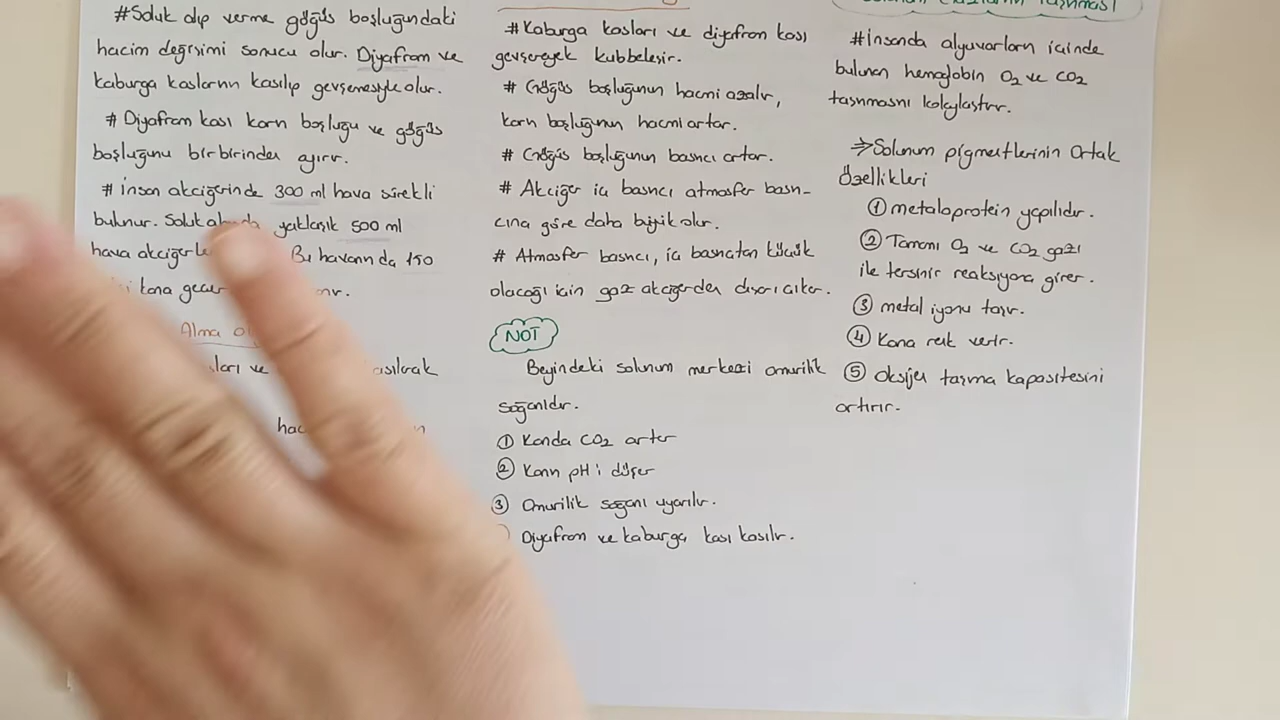 #Soluk alıp verme göğüs boşluğundaki
hacim değişimi sonucu olur. Diyafram ve
kaburga kaslarının kasılıp gevşemesiyle olur.
# Diyafram kası karın boşluğu ve göğüs
boşluğunu birbirinden ayırır.
# insan akciğerinde 300 ml hava sürekli
bulunur. yaklaşık 500 ml
hava Bu havanın da 150
kana geçer
Alma
ve
# Kaburga kasları ve diyafram kası
gevşeyerek kubbeleşir.
# Göğüs boşluğunun hacmi azalır,
karın boşluğunun hacmi artar.
# Göğüs boşluğunun basıncı artar.
# Akciğer iç basıncı atmosfer basın-
cına göre daha büyük olur.
# Atmosfer basıncı, iç basınçtan küçük
olacağı için gaz akciğerden dışarı çıkar.
NOT
Beyindeki solunum merkezi omurilik
soğanıdır.
① Kanda CO2 artar
② Kanın pH'ı düşer
③ Omurilik soğanı uyarılır.
Diyafram ve kaburga kası kasılır.
#İnsanda alyuvarların içinde
bulunan hemoglobin O2 ve CO2
taşınmasını kolaylaştırır.
⇒Solunum pigmentlerinin Ortak
Özellikleri
① metaloprotein yapılıdır.
② Tamamı O2 ve CO2 gazı
ile tersinir reaksiyona girer.
③ metal iyonu taşır.
④ Kana renk verir.
⑤ Oksijen taşıma kapasitesini
artırır.